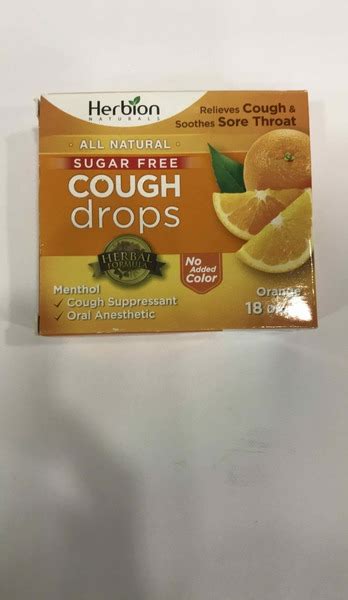 Herbion
NATURALS
Relieves Cough &
Soothes Sore Throat
ALL NATURAL
SUGAR FREE
COUGH
drops
HERBAL
FORMULA
No
Added
Color
Menthol
✓ Cough Suppressant
✓ Oral Anesthetic
Orange
18